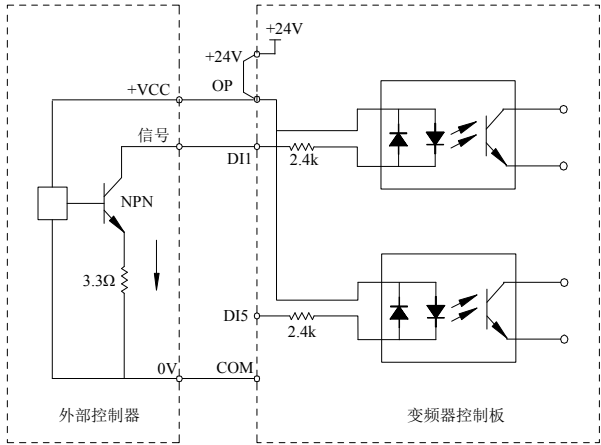 +24V
+24V
+VCC
OP
信号
DI1
2.4k
NPN
3.3Ω
DI5
2.4k
0V
COM
外部控制器
变频器控制板